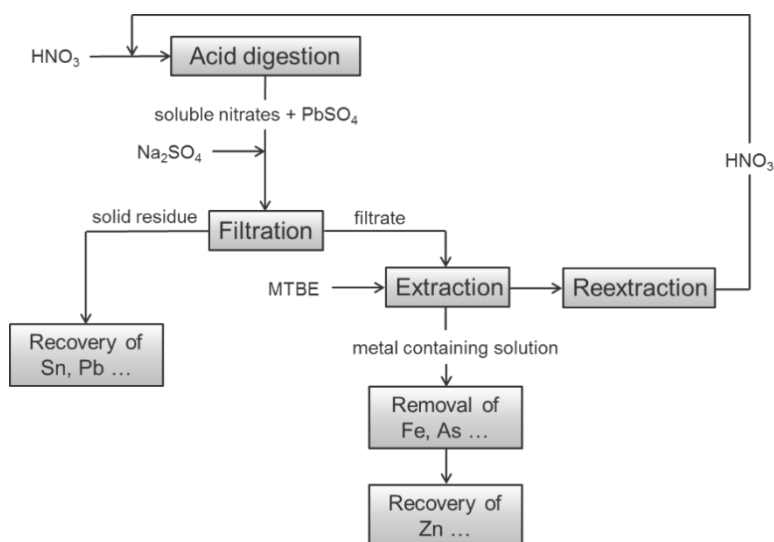 HNO₃
Acid digestion
soluble nitrates + PbSO₄
Na₂SO₄
HNO₃
solid residue
Filtration
filtrate
MTBE
Extraction
Reextraction
Recovery of
Sn, Pb ...
metal containing solution
Removal of
Fe, As ...
Recovery of
Zn ...